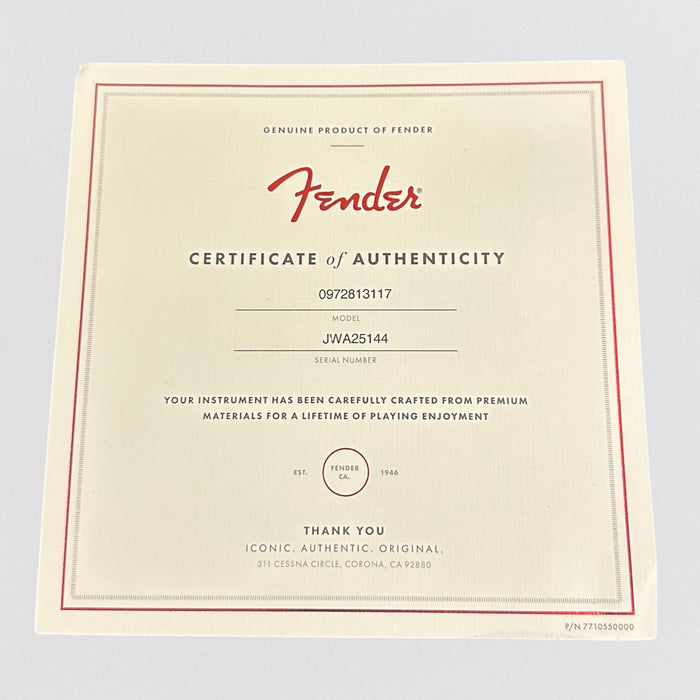 GENUINE PRODUCT OF FENDER
Fender®
CERTIFICATE of AUTHENTICITY
0972813117
MODEL
JWA25144
SERIAL NUMBER
YOUR INSTRUMENT HAS BEEN CAREFULLY CRAFTED FROM PREMIUM
MATERIALS FOR A LIFETIME OF PLAYING ENJOYMENT
EST. FENDER CA. 1946
THANK YOU
ICONIC. AUTHENTIC. ORIGINAL.
311 CESSNA CIRCLE, CORONA, CA 92880
P/N 7710550000